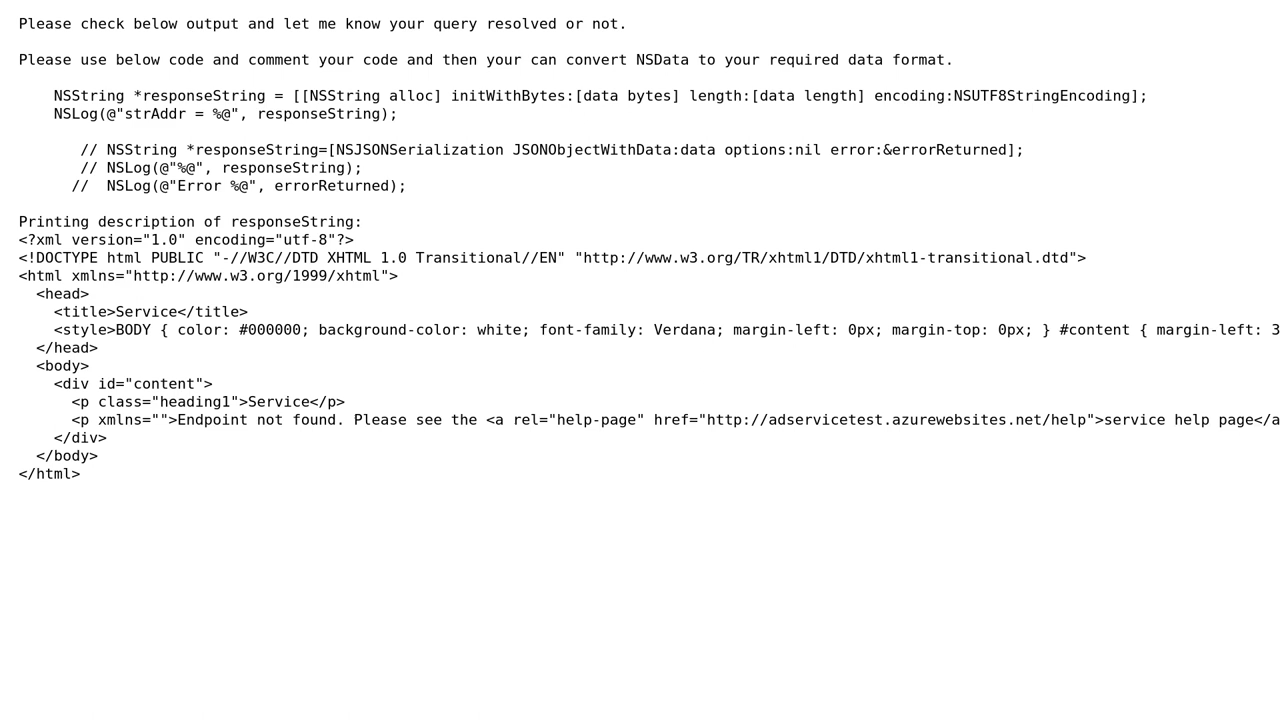 Please check below output and let me know your query resolved or not.
Please use below code and comment your code and then your can convert NSData to your required data format.
NSString *responseString = [[NSString alloc] initWithBytes:[data bytes] length:[data length] encoding:NSUTF8StringEncoding];
NSLog(@"strAddr = %@", responseString);
// NSString *responseString=[NSJSONSerialization JSONObjectWithData:data options:nil error:&errorReturned];
// NSLog(@"%@", responseString);
//  NSLog(@"Error %@", errorReturned);
Printing description of responseString:
<?xml version="1.0" encoding="utf-8"?>
<!DOCTYPE html PUBLIC "-//W3C//DTD XHTML 1.0 Transitional//EN" "http://www.w3.org/TR/xhtml1/DTD/xhtml1-transitional.dtd">
<html xmlns="http://www.w3.org/1999/xhtml">
<head>
<title>Service</title>
<style>BODY { color: #000000; background-color: white; font-family: Verdana; margin-left: 0px; margin-top: 0px; } #content { margin-left: 3
</head>
<body>
<div id="content">
<p class="heading1">Service</p>
<p xmlns="">Endpoint not found. Please see the <a rel="help-page" href="http://adservicetest.azurewebsites.net/help">service help page</a
</div>
</body>
</html>